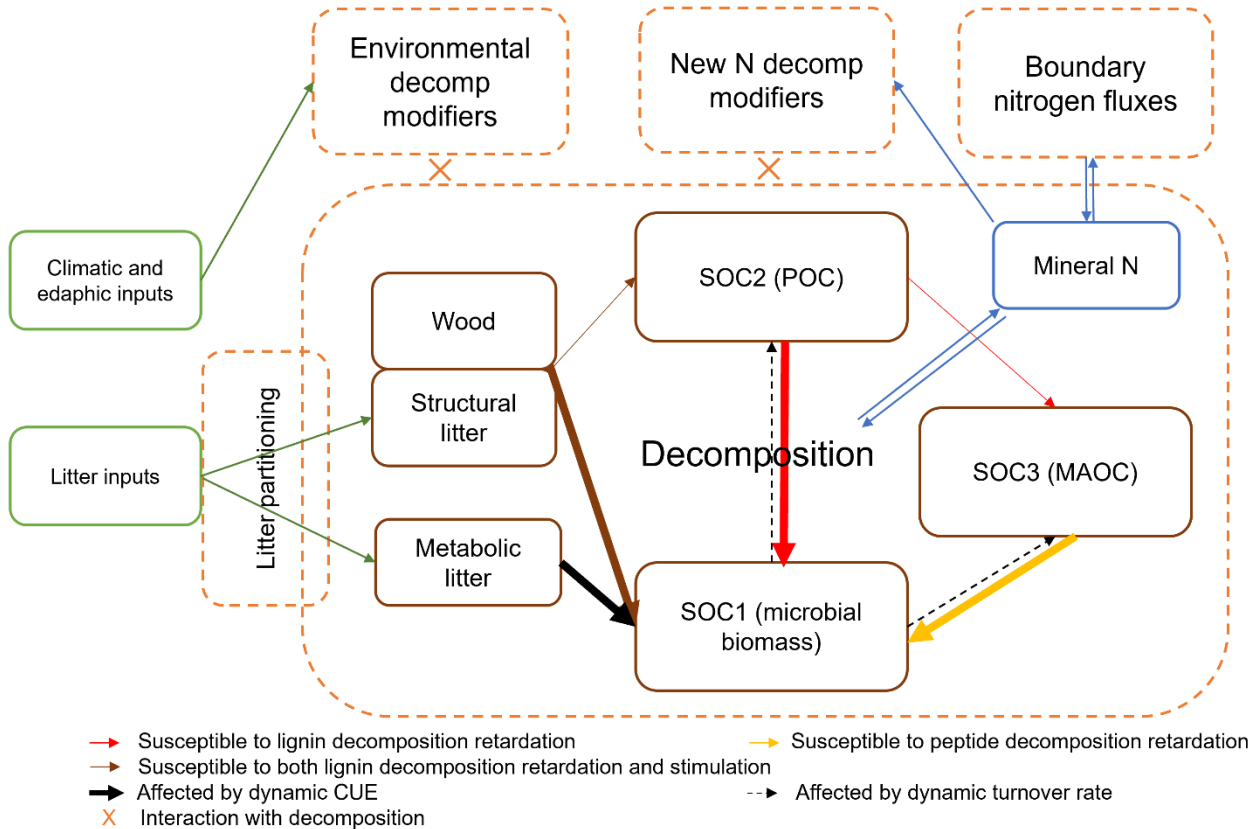 Environmental
decomp
modifiers
New N decomp
modifiers
Boundary
nitrogen fluxes
X
X
Climatic and
edaphic inputs
Wood
SOC2 (POC)
Mineral N
Litter inputs
Litter partitioning
Structural
litter
Decomposition
SOC3 (MAOC)
Metabolic
litter
SOC1 (microbial
biomass)
Susceptible to lignin decomposition retardation
Susceptible to peptide decomposition retardation
Susceptible to both lignin decomposition retardation and stimulation
Affected by dynamic CUE
Affected by dynamic turnover rate
X Interaction with decomposition